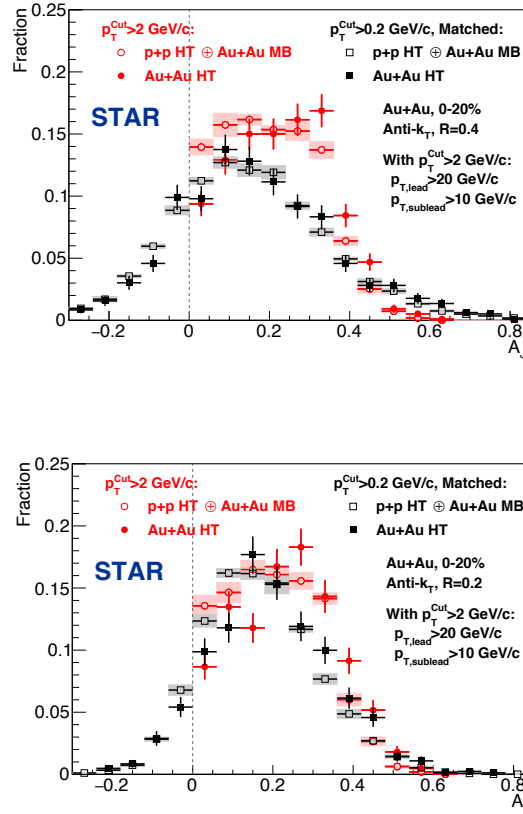 Fraction
0.25
0.2
0.15
0.1
0.05
0
p_T^Cut>2 GeV/c:
p+p HT ⊕ Au+Au MB
Au+Au HT
p_T^Cut>0.2 GeV/c, Matched:
p+p HT ⊕ Au+Au MB
Au+Au HT
STAR
Au+Au, 0-20%
Anti-k_T, R=0.4
With p_T^Cut>2 GeV/c:
p_T,lead>20 GeV/c
p_T,sublead>10 GeV/c
−0.2 0 0.2 0.4 0.6 0.8
Fraction
0.25
0.2
0.15
0.1
0.05
0
p_T^Cut>2 GeV/c:
p+p HT ⊕ Au+Au MB
Au+Au HT
p_T^Cut>0.2 GeV/c, Matched:
p+p HT ⊕ Au+Au MB
Au+Au HT
STAR
Au+Au, 0-20%
Anti-k_T, R=0.2
With p_T^Cut>2 GeV/c:
p_T,lead>20 GeV/c
p_T,sublead>10 GeV/c
−0.2 0 0.2 0.4 0.6